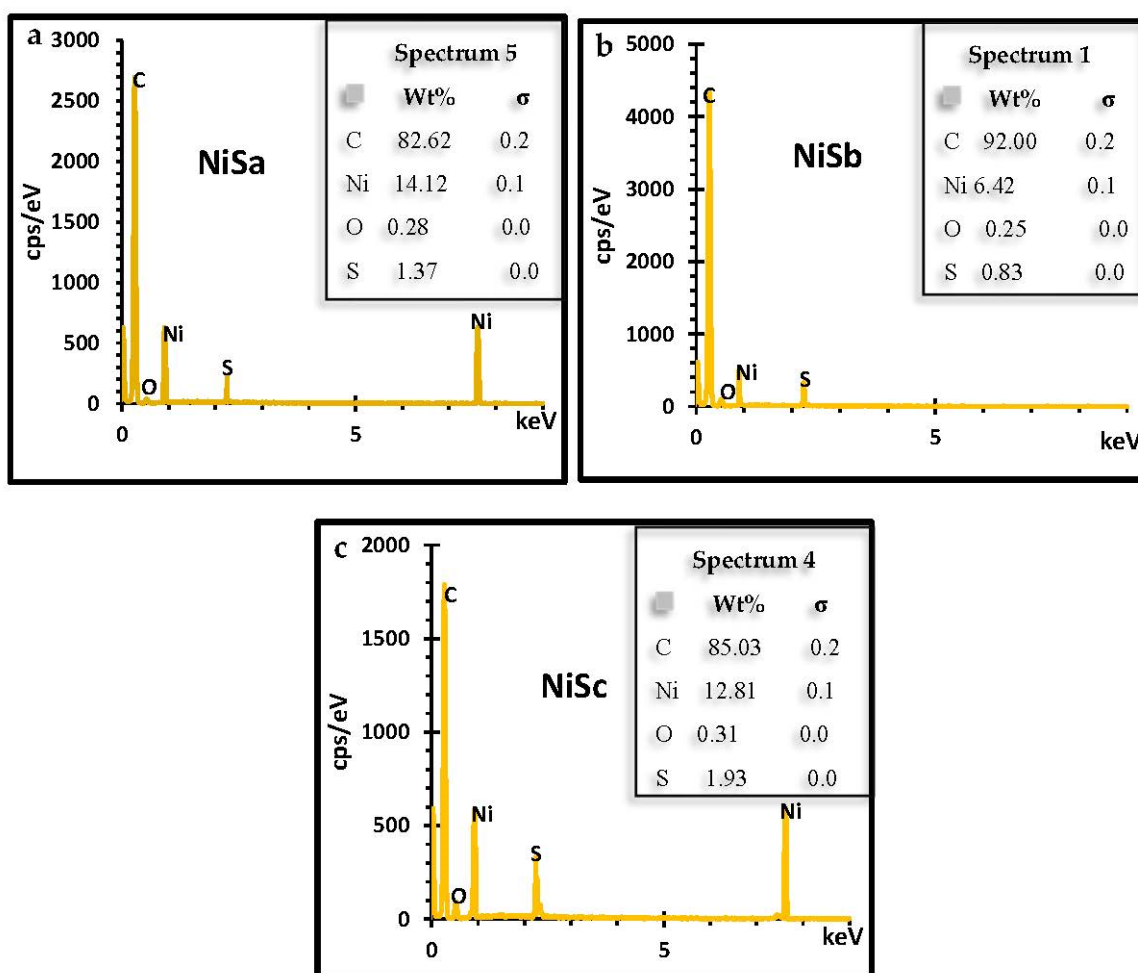 a
3000
2500
2000
1500
1000
500
0
cps/eV
C
O
Ni
S
Ni
0
5
keV
NiSa
Spectrum 5
Wt% σ
C 82.62 0.2
Ni 14.12 0.1
O 0.28 0.0
S 1.37 0.0
b
5000
4000
3000
2000
1000
0
cps/eV
C
O
Ni
S
0
5
keV
NiSb
Spectrum 1
Wt% σ
C 92.00 0.2
Ni 6.42 0.1
O 0.25 0.0
S 0.83 0.0
c
2000
1500
1000
500
0
cps/eV
C
O
Ni
S
Ni
0
5
keV
NiSc
Spectrum 4
Wt% σ
C 85.03 0.2
Ni 12.81 0.1
O 0.31 0.0
S 1.93 0.0